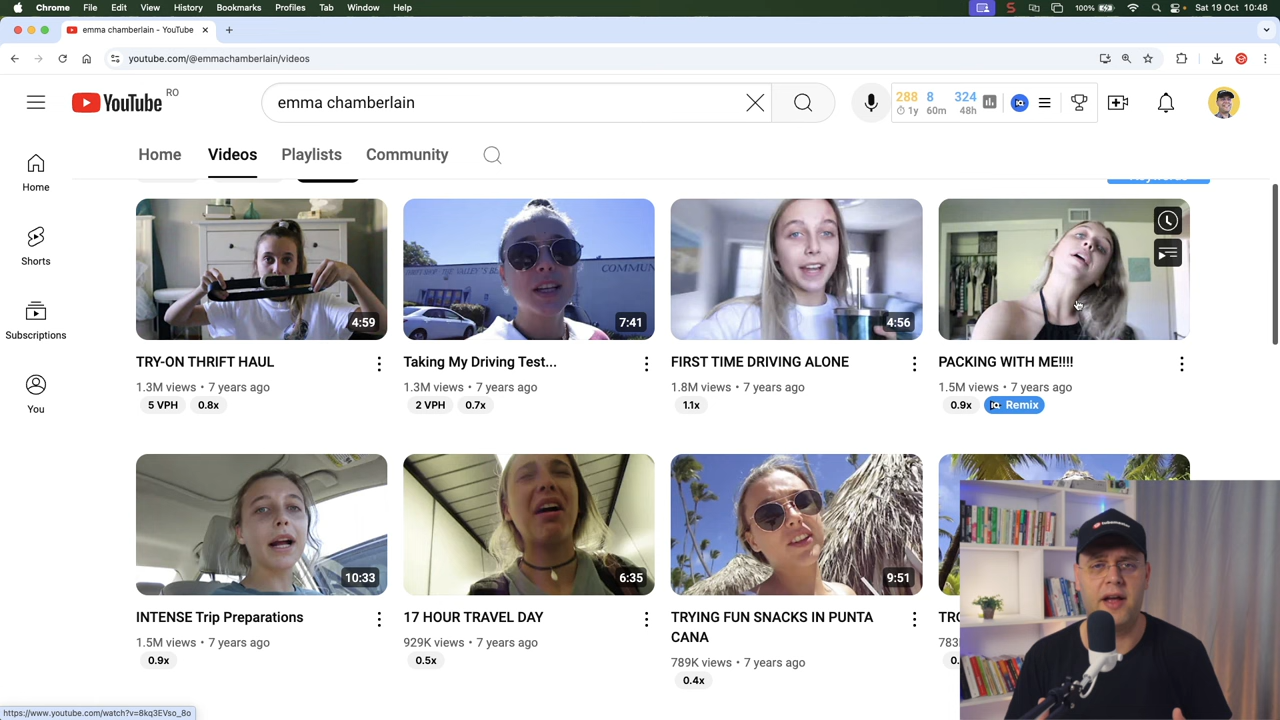 Chrome File Edit View History Bookmarks Profiles Tab Window Help 100% Sat 19 Oct 10:48
emma chamberlain - YouTube
youtube.com/@emmachamberlain/videos
YouTube RO
emma chamberlain
288 8 324
1y 60m 48h
Home Videos Playlists Community
Home
Shorts
Subscriptions
You
4:59
7:41
4:56
TRY-ON THRIFT HAUL
1.3M views • 7 years ago
5 VPH 0.8x
Taking My Driving Test...
1.3M views • 7 years ago
2 VPH 0.7x
FIRST TIME DRIVING ALONE
1.8M views • 7 years ago
1.1x
PACKING WITH ME!!!!
1.5M views • 7 years ago
0.9x Remix
10:33
6:35
9:51
INTENSE Trip Preparations
1.5M views • 7 years ago
0.9x
17 HOUR TRAVEL DAY
929K views • 7 years ago
0.5x
TRYING FUN SNACKS IN PUNTA
CANA
789K views • 7 years ago
0.4x
783
https://www.youtube.com/watch?v=8kq3EVso_8o